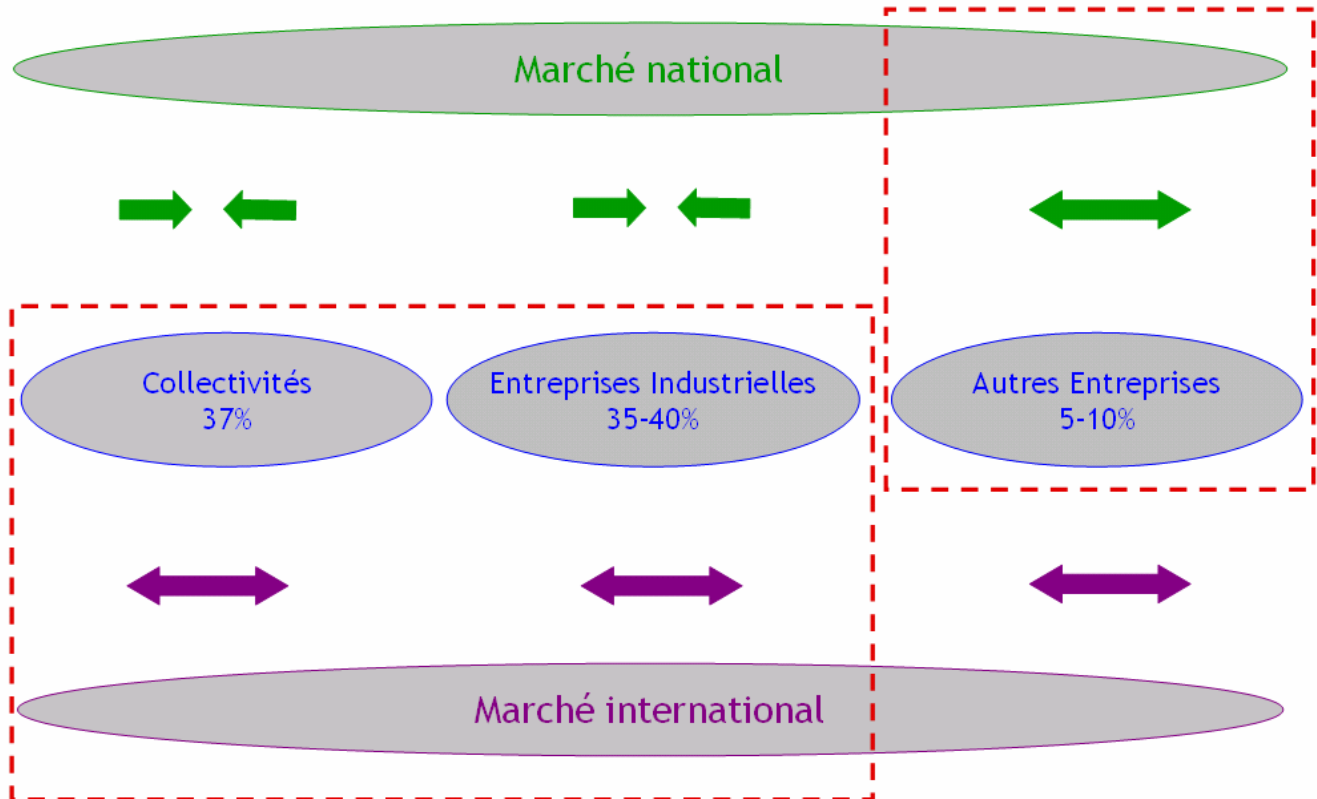 Marché national
Collectivités
37%
Entreprises Industrielles
35-40%
Autres Entreprises
5-10%
Marché international